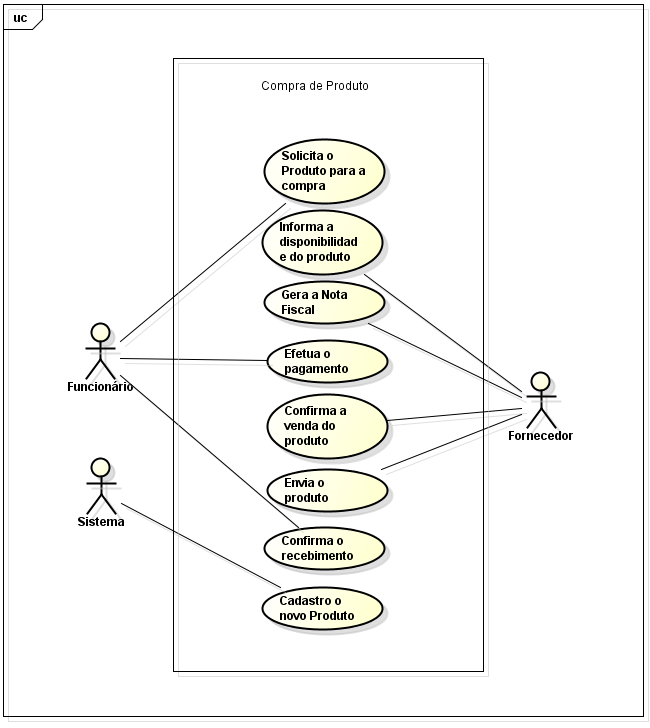 uc
Compra de Produto
Solicita o
Produto para a
compra
Informa a
disponibilidad
e do produto
Gera a Nota
Fiscal
Efetua o
pagamento
Funcionário
Confirma a
venda do
produto
Fornecedor
Envia o
produto
Sistema
Confirma o
recebimento
Cadastro o
novo Produto